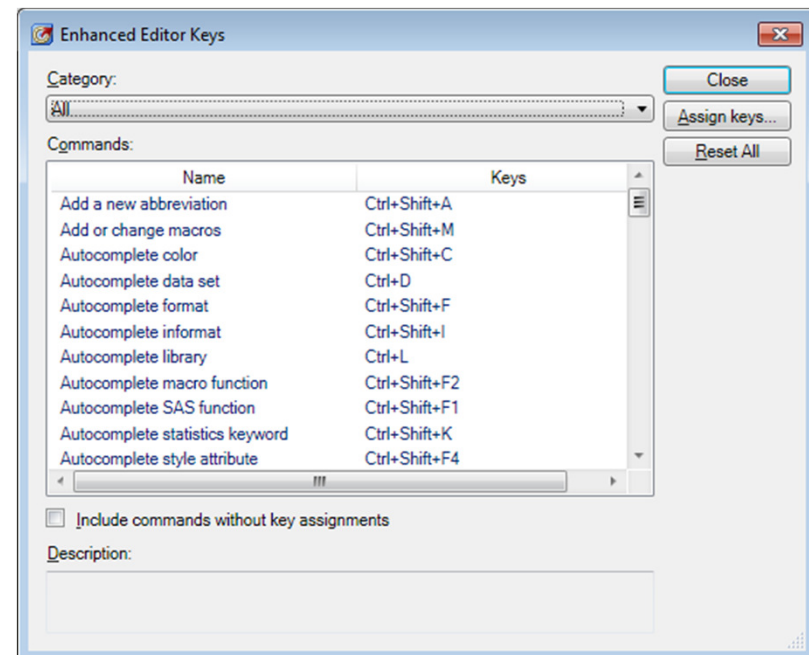 Enhanced Editor Keys
Category:
Close
All
Assign keys...
Commands:
Reset All
Name Keys
Add a new abbreviation Ctrl+Shift+A
Add or change macros Ctrl+Shift+M
Autocomplete color Ctrl+Shift+C
Autocomplete data set Ctrl+D
Autocomplete format Ctrl+Shift+F
Autocomplete informat Ctrl+Shift+I
Autocomplete library Ctrl+L
Autocomplete macro function Ctrl+Shift+F2
Autocomplete SAS function Ctrl+Shift+F1
Autocomplete statistics keyword Ctrl+Shift+K
Autocomplete style attribute Ctrl+Shift+F4
Include commands without key assignments
Description: